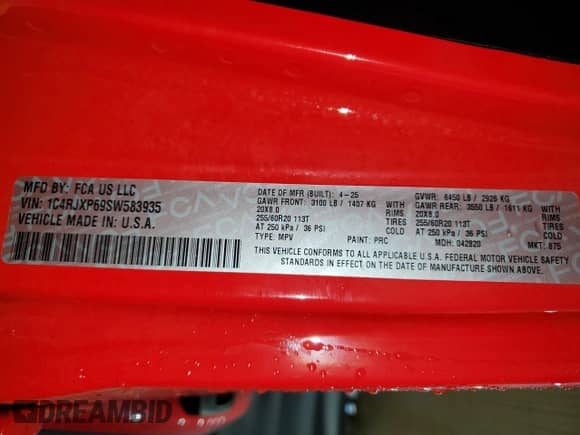 MFD BY: FCA US LLC
VIN: 1C4RJXP69SW583935
VEHICLE MADE IN: U.S.A.
DATE OF MFR (BUILT): 4-25
GAWR FRONT: 3100 LB / 1407 KG
20X8.0 RIMS
255/60R20 113T TIRES
AT 250 kPa / 36 PSI COLD
TYPE: MPV PAINT: PRC
GVWR: 6450 LB / 2926 KG
GAWR REAR: 3550 LB / 1611 KG
20X8.0 RIMS
255/60R20 113T TIRES
AT 250 kPa / 36 PSI COLD
MDH: 042920 MKT: 875
THIS VEHICLE CONFORMS TO ALL APPLICABLE U.S.A. FEDERAL MOTOR VEHICLE SAFETY
STANDARDS IN EFFECT ON THE DATE OF MANUFACTURE SHOWN ABOVE.
DREAMBID